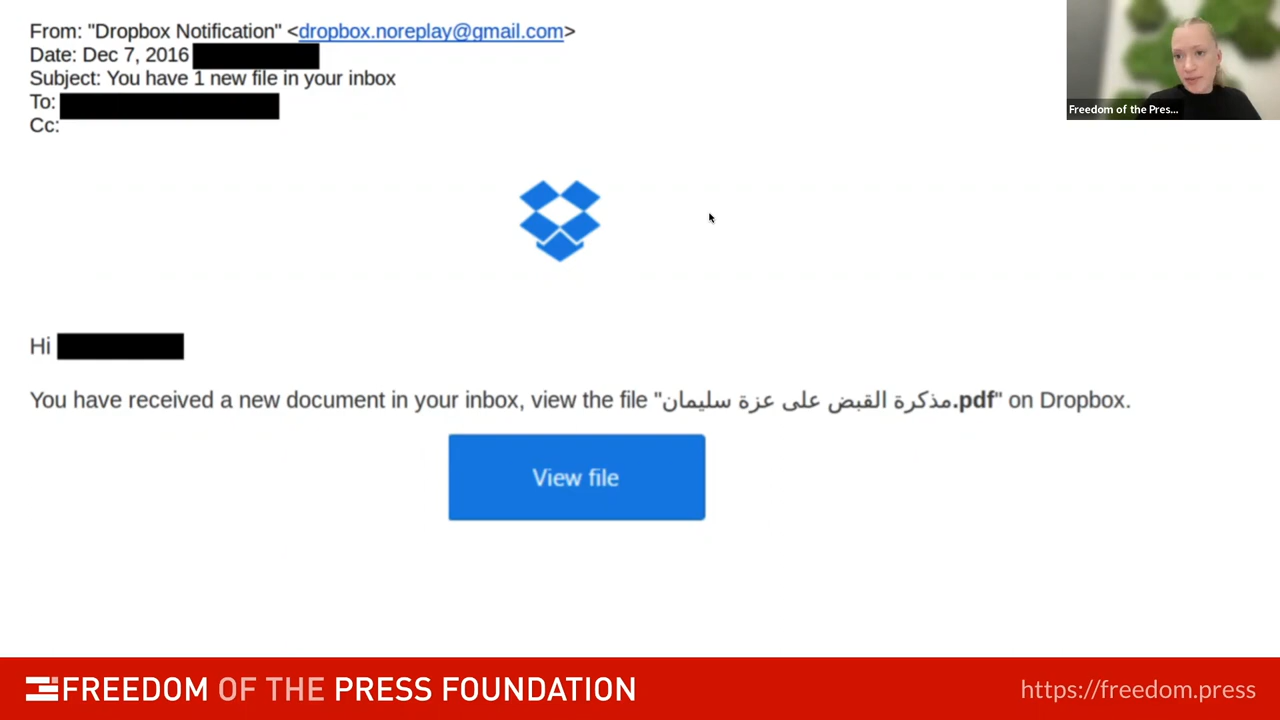 From: "Dropbox Notification" <dropbox.noreplay@gmail.com>
Date: Dec 7, 2016
Subject: You have 1 new file in your inbox
To:
Cc:
Freedom of the Pres...
Hi
You have received a new document in your inbox, view the file "مذكرة القبض على عزة سليمان.pdf" on Dropbox.
View file
FREEDOM OF THE PRESS FOUNDATION
https://freedom.press